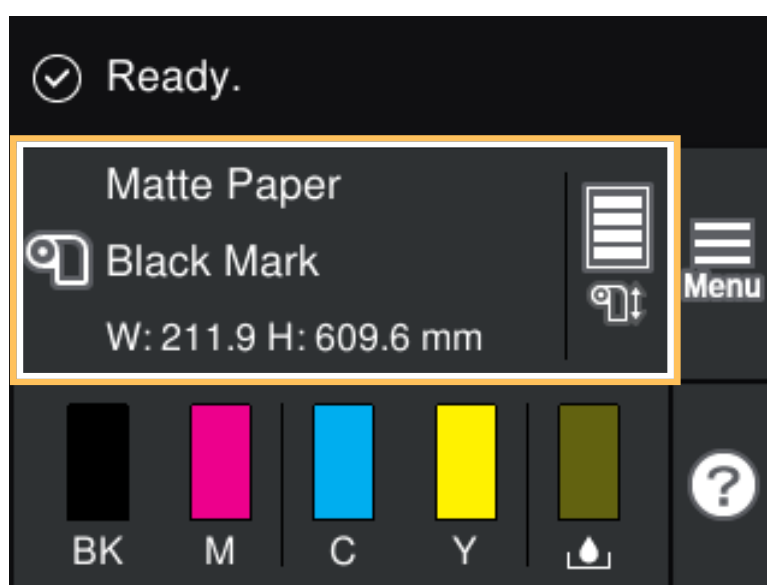 Ready.
Matte Paper
Black Mark
W: 211.9 H: 609.6 mm
Menu
BK M C Y
?